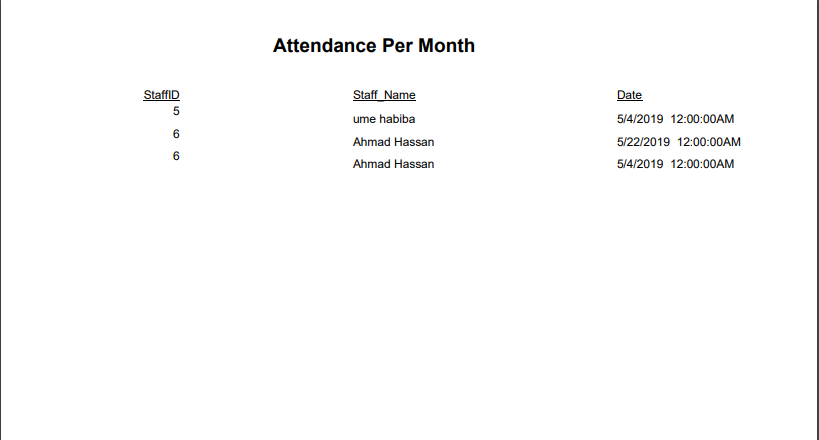 Attendance Per Month
StaffID Staff_Name Date
5 ume habiba 5/4/2019 12:00:00AM
6 Ahmad Hassan 5/22/2019 12:00:00AM
6 Ahmad Hassan 5/4/2019 12:00:00AM